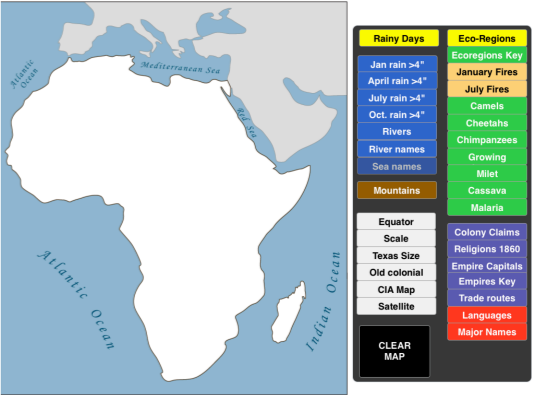 Atlantic
Ocean
Mediterranean Sea
Red Sea
Atlantic Ocean
Indian Ocean
Rainy Days
Jan rain >4"
April rain >4"
July rain >4"
Oct. rain >4"
Rivers
River names
Sea names
Mountains
Equator
Scale
Texas Size
Old colonial
CIA Map
Satellite
CLEAR
MAP
Eco-Regions
Ecoregions Key
January Fires
July Fires
Camels
Cheetahs
Chimpanzees
Growing
Milet
Cassava
Malaria
Colony Claims
Religions 1860
Empire Capitals
Empires Key
Trade routes
Languages
Major Names